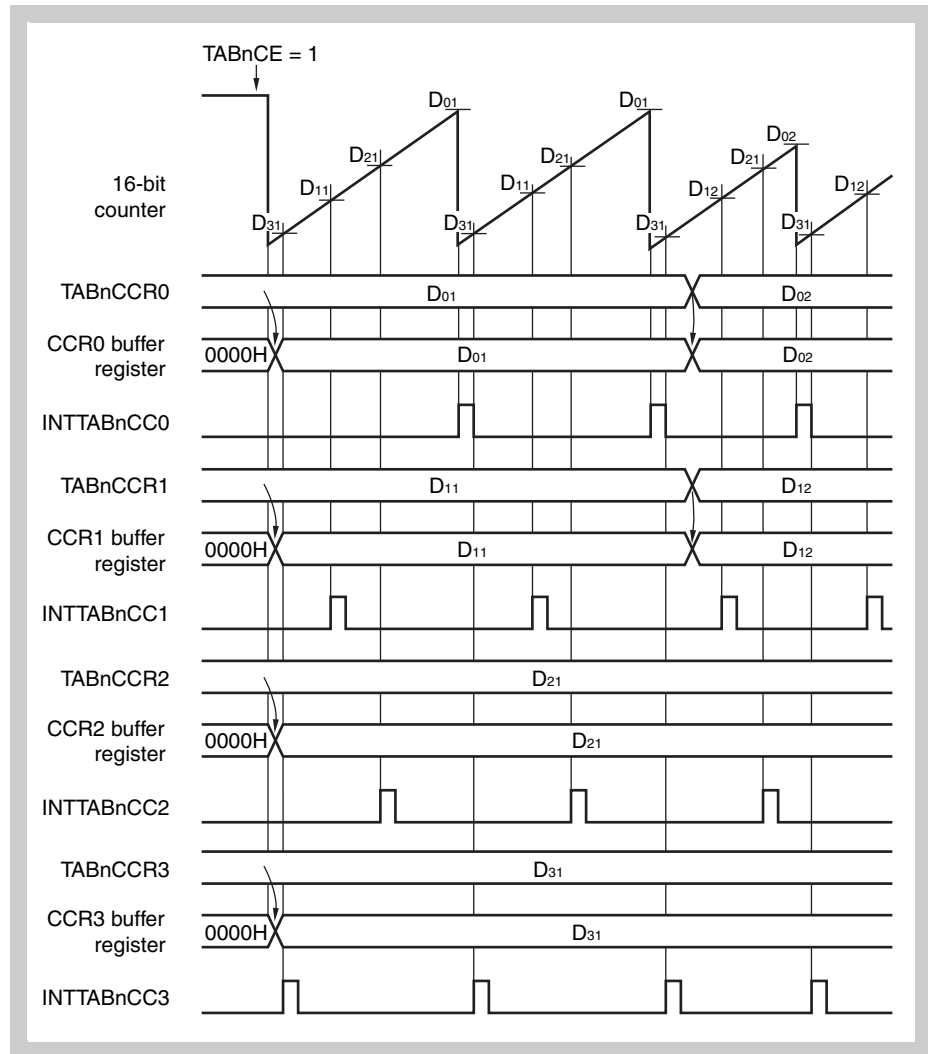 TABnCE = 1
D01
D01
D02
D21
D21
D21
D11
D11
D12
D12
16-bit
counter
D31
D31
D31
D31
TABnCCR0
D01
D02
CCR0 buffer
register
0000H
D01
D02
INTTABnCC0
TABnCCR1
D11
D12
CCR1 buffer
register
0000H
D11
D12
INTTABnCC1
TABnCCR2
D21
CCR2 buffer
register
0000H
D21
INTTABnCC2
TABnCCR3
D31
CCR3 buffer
register
0000H
D31
INTTABnCC3